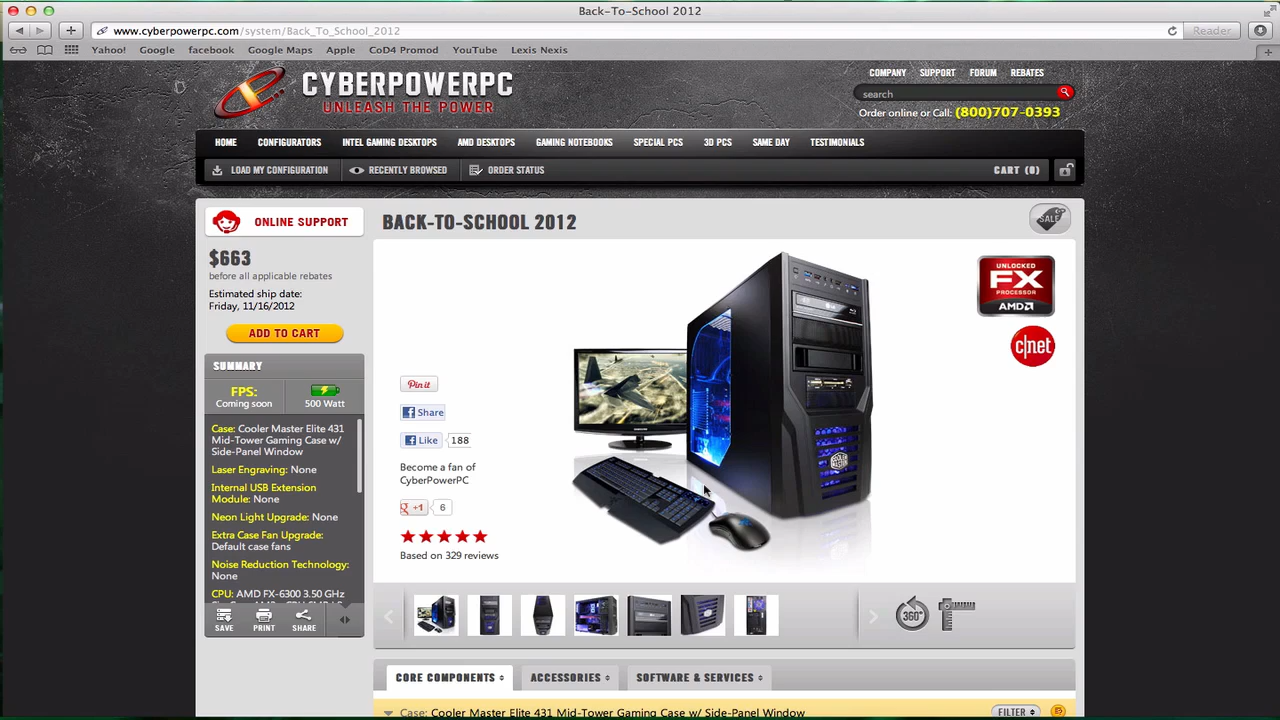 Back-To-School 2012
www.cyberpowerpc.com/system/Back_To_School_2012
Reader
Yahoo! Google facebook Google Maps Apple CoD4 Promod YouTube Lexis Nexis
CYBERPOWERPC
UNLEASH THE POWER
COMPANY SUPPORT FORUM REBATES
search
Order online or Call: (800)707-0393
HOME CONFIGURATORS INTEL GAMING DESKTOPS AMD DESKTOPS GAMING NOTEBOOKS SPECIAL PCS 3D PCS SAME DAY TESTIMONIALS
LOAD MY CONFIGURATION RECENTLY BROWSED ORDER STATUS CART (0)
ONLINE SUPPORT
$663
before all applicable rebates
Estimated ship date:
Friday, 11/16/2012
ADD TO CART
SUMMARY
FPS:
Coming soon
500 Watt
Case: Cooler Master Elite 431
Mid-Tower Gaming Case w/
Side-Panel Window
Laser Engraving: None
Internal USB Extension
Module: None
Neon Light Upgrade: None
Extra Case Fan Upgrade:
Default case fans
Noise Reduction Technology:
None
CPU: AMD FX-6300 3.50 GHz
SAVE PRINT SHARE
BACK-TO-SCHOOL 2012
SALE
UNLOCKED
FX
PROCESSOR
AMD
c|net
Pin it
Share
Like 188
Become a fan of
CyberPowerPC
+1 6
Based on 329 reviews
360°
CORE COMPONENTS ACCESSORIES SOFTWARE & SERVICES
Case: Cooler Master Elite 431 Mid-Tower Gaming Case w/ Side-Panel Window FILTER